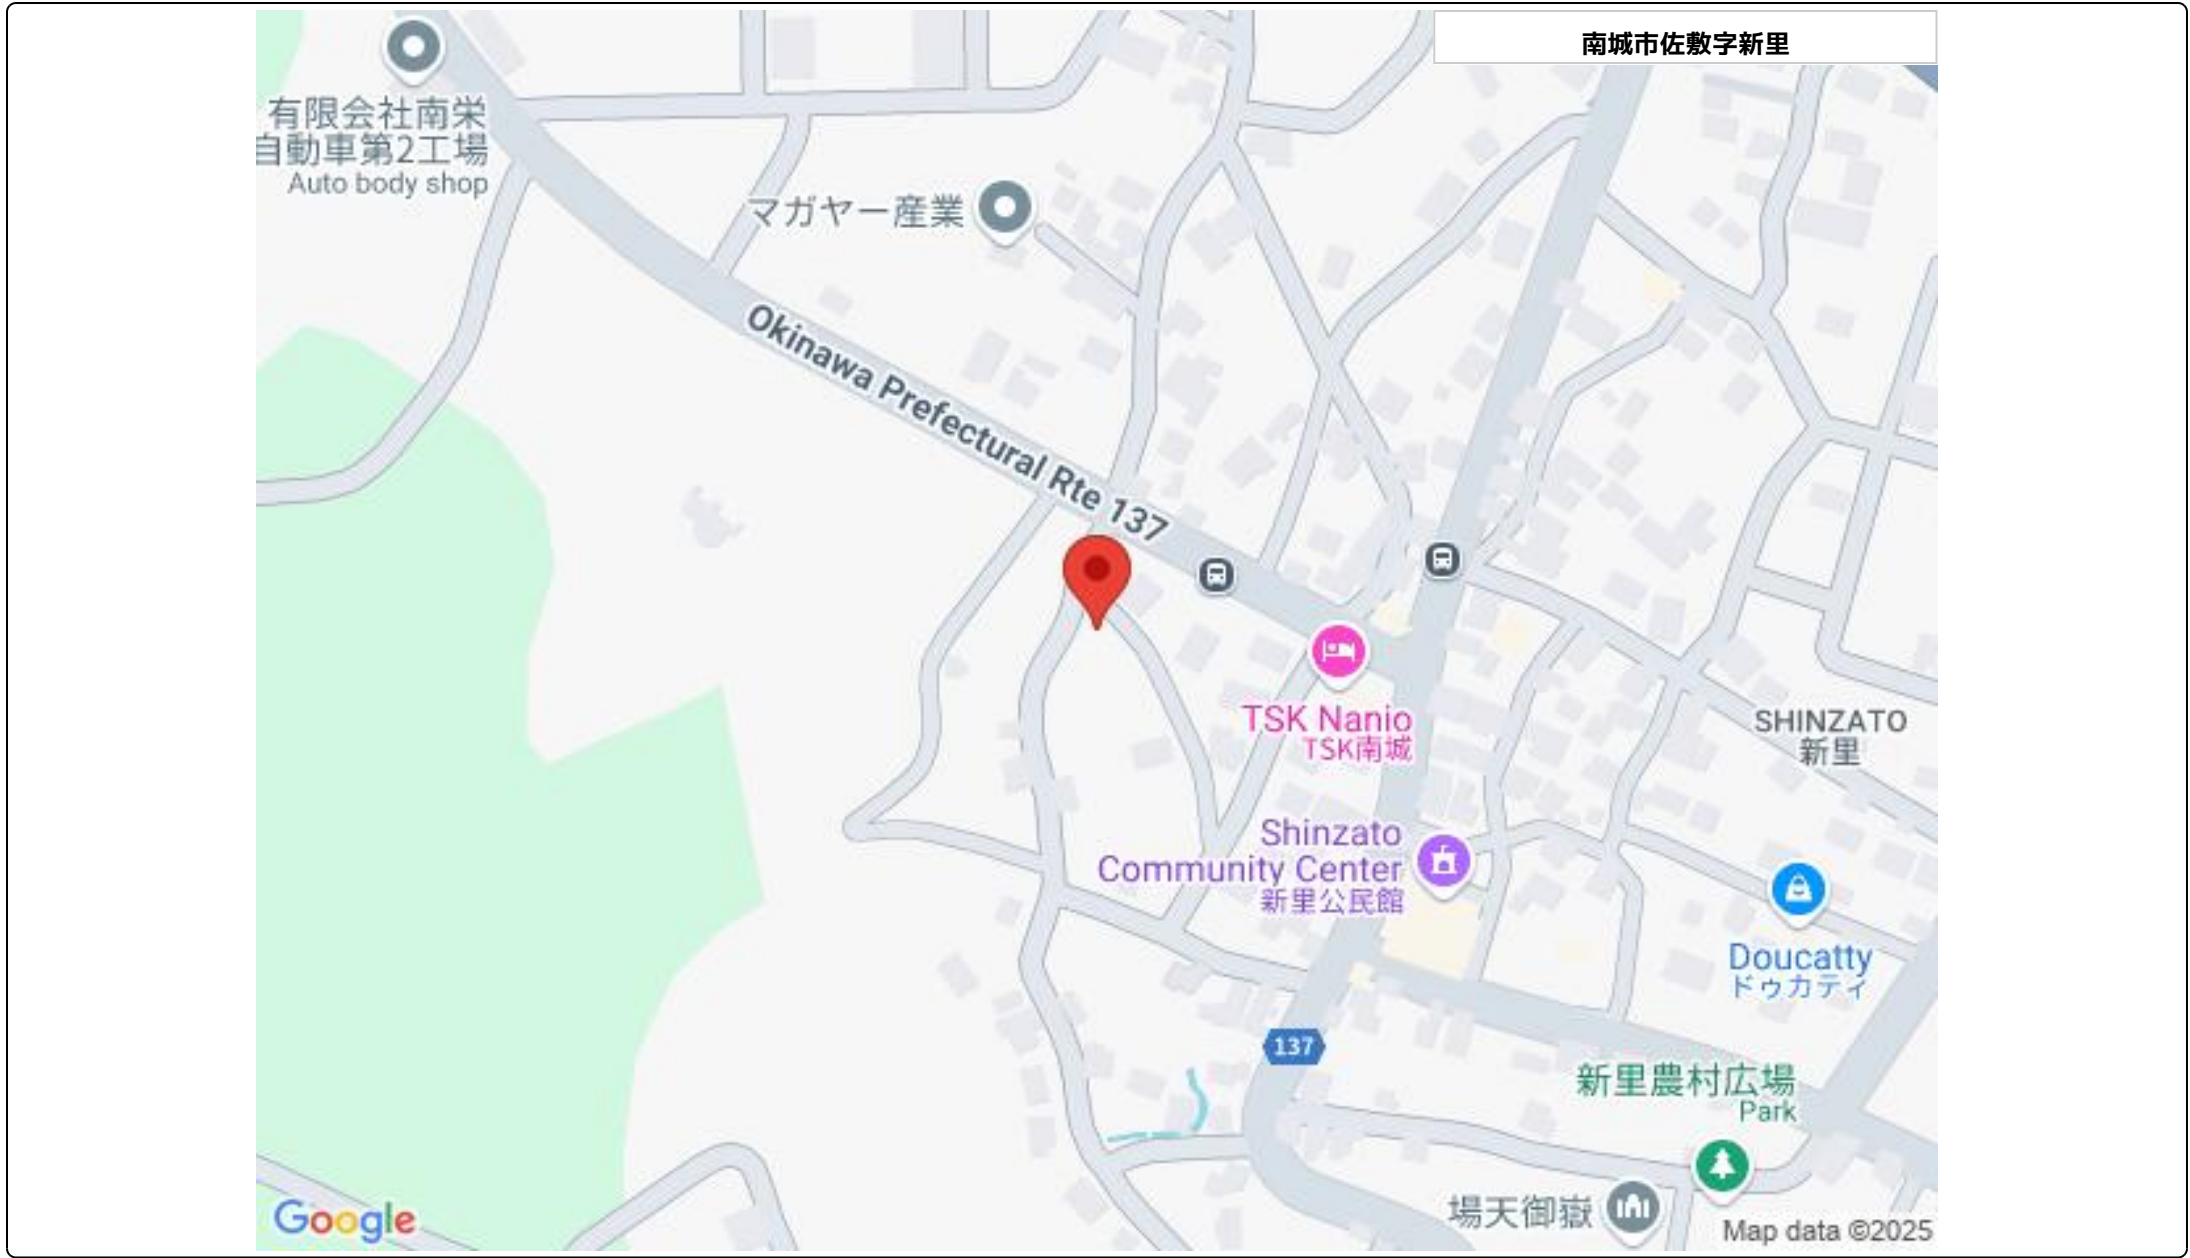 南城市佐敷字新里
有限会社南栄
自動車第2工場
Auto body shop
マガヤー産業
Okinawa Prefectural Rte 137
TSK Nanio
TSK南城
SHINZATO
新里
Shinzato
Community Center
新里公民館
Doucatty
ドゥカティ
137
新里農村広場
Park
場天御嶽
Google
Map data ©2025